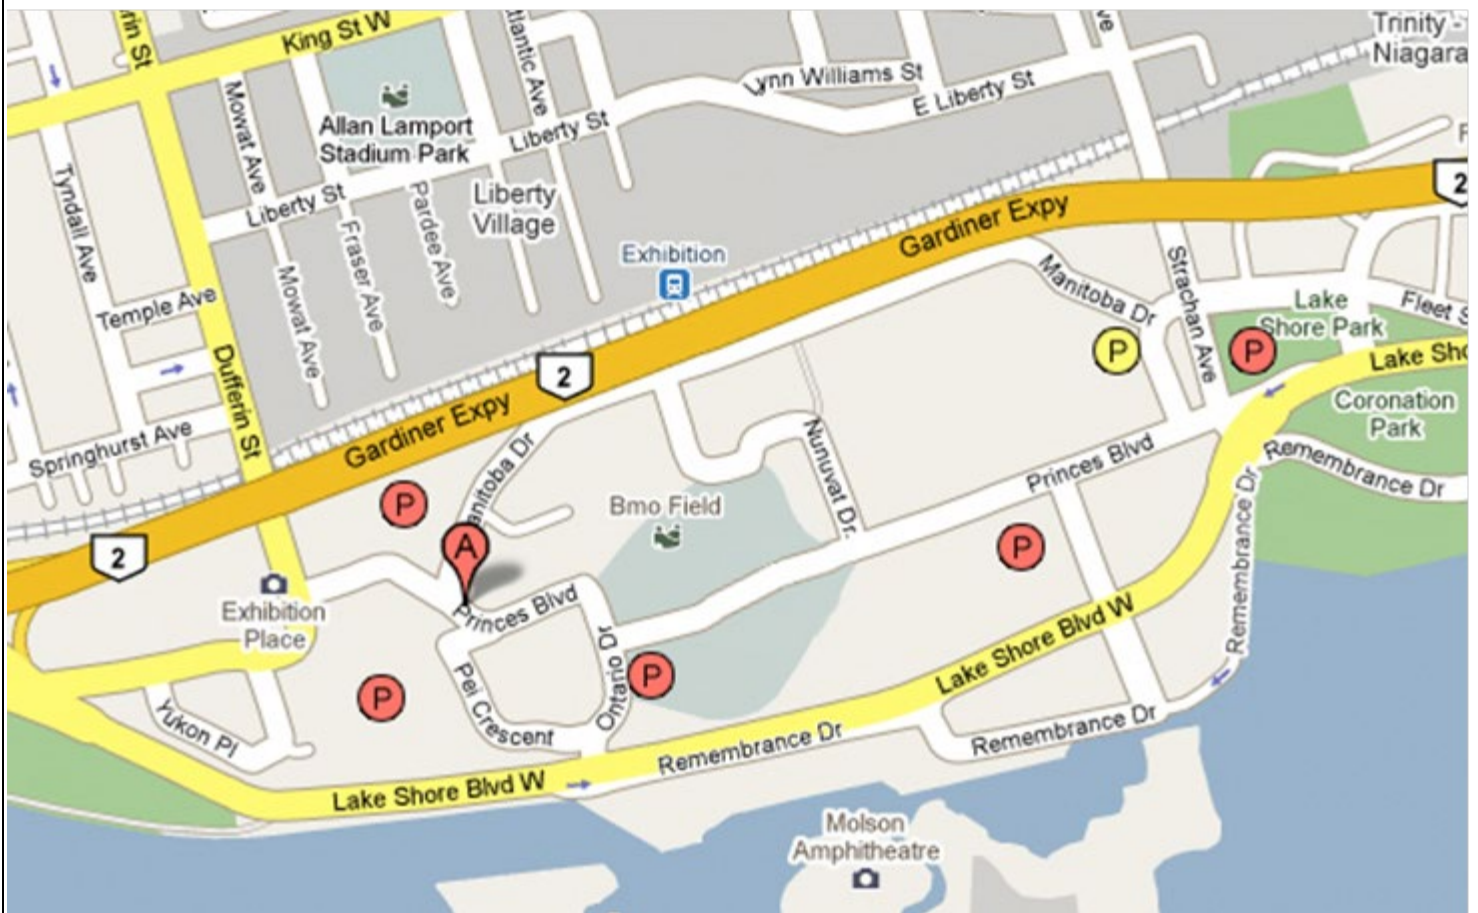 King St W
Trinity -
Niagara
Lynn Williams St
E Liberty St
Mowat Ave
Allan Lamport
Stadium Park
Liberty St
Tyndall Ave
Liberty
Village
Liberty St
Pardee Ave
Fraser Ave
Exhibition
Gardiner Expy
2
Strachan Ave
Manitoba Dr
Temple Ave
Mowat Ave
Lake
Shore Park
Fleet S
P
P
Dufferin St
2
Lake Sho
Coronation
Park
Gardiner Expy
Springhurst Ave
Nunuvat Dr.
Princes Blvd
Remembrance Dr
P
Bmo Field
A
P
2
Remembrance Dr
Exhibition
Place
Princes Blvd
Ontario Dr
Lake Shore Blvd W
P
P
Pei Crescent
Yukon Pl
Remembrance Dr
Remembrance Dr
Lake Shore Blvd W
Molson
Amphitheatre